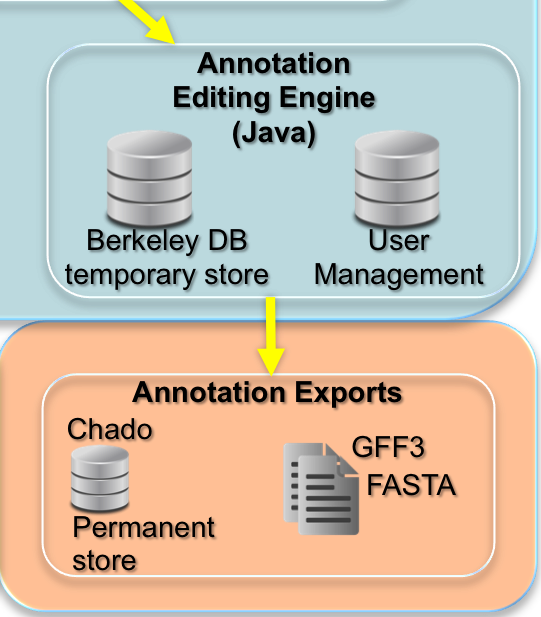 Annotation
Editing Engine
(Java)
Berkeley DB
temporary store
User
Management
Annotation Exports
Chado
Permanent
store
GFF3
FASTA